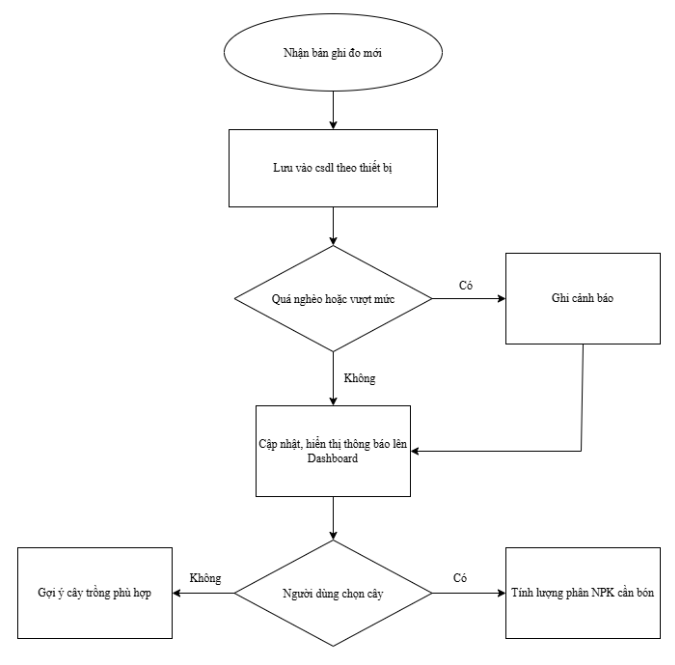 Nhận bản ghi đo mới
Lưu vào csdl theo thiết bị
Quá nghèo hoặc vượt mức
Có
Ghi cảnh báo
Không
Cập nhật, hiển thị thông báo lên
Dashboard
Gợi ý cây trồng phù hợp
Không
Người dùng chọn cây
Có
Tính lượng phân NPK cần bón